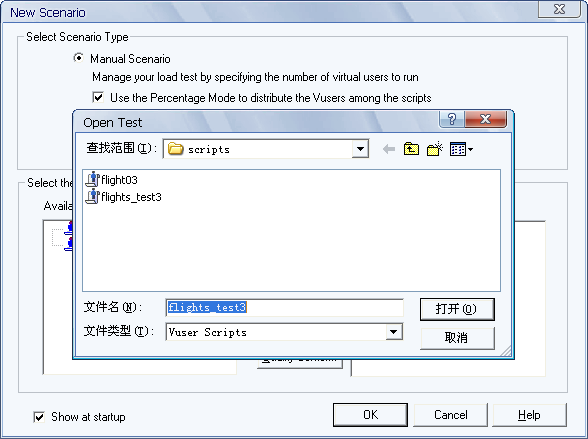 New Scenario
Select Scenario Type
Manual Scenario
Manage your load test by specifying the number of virtual users to run
Use the Percentage Mode to distribute the Vusers among the scripts
Open Test
查找范围(I):
scripts
flight03
flights_test3
Select the
Availa
文件名(N):
flights_test3
打开(O)
文件类型(T):
Vuser Scripts
取消
Show at startup
OK
Cancel
Help